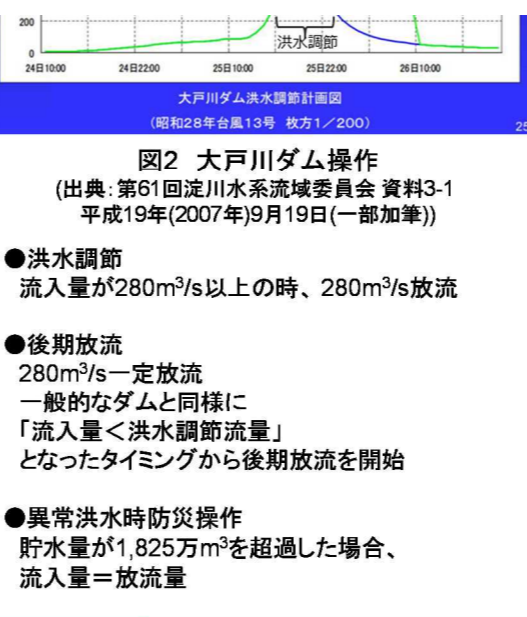 200
洪水調節
0
24日10:00 24日22:00 25日10:00 25日22:00 26日10:00
大戸川ダム洪水調節計画図
(昭和28年台風13号 枚方1/200)
25
図2 大戸川ダム操作
(出典:第61回淀川水系流域委員会 資料3-1
平成19年(2007年)9月19日(一部加筆))
●洪水調節
流入量が280m³/s以上の時、280m³/s放流
●後期放流
280m³/s一定放流
一般的なダムと同様に
「流入量<洪水調節流量」
となったタイミングから後期放流を開始
●異常洪水時防災操作
貯水量が1,825万m³を超過した場合、
流入量=放流量